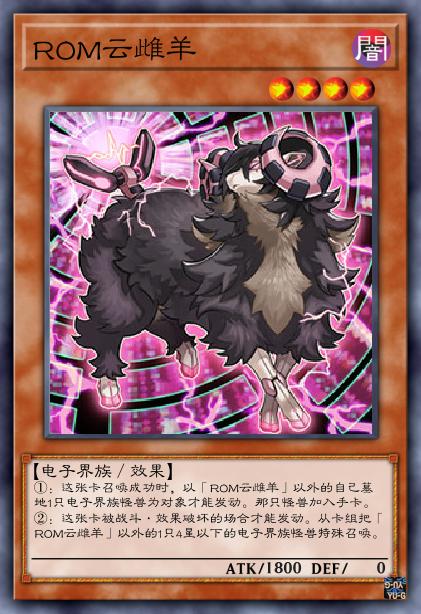 ROM云雌羊
闇
【电子界族/效果】
①：这张卡召唤成功时，以「ROM云雌羊」以外的自己墓
地1只电子界族怪兽为对象才能发动。那只怪兽加入手卡。
②：这张卡被战斗·效果破坏的场合才能发动。从卡组把「
ROM云雌羊」以外的1只4星以下的电子界族怪兽特殊召唤。
ATK/1800 DEF/ 0
YU-G